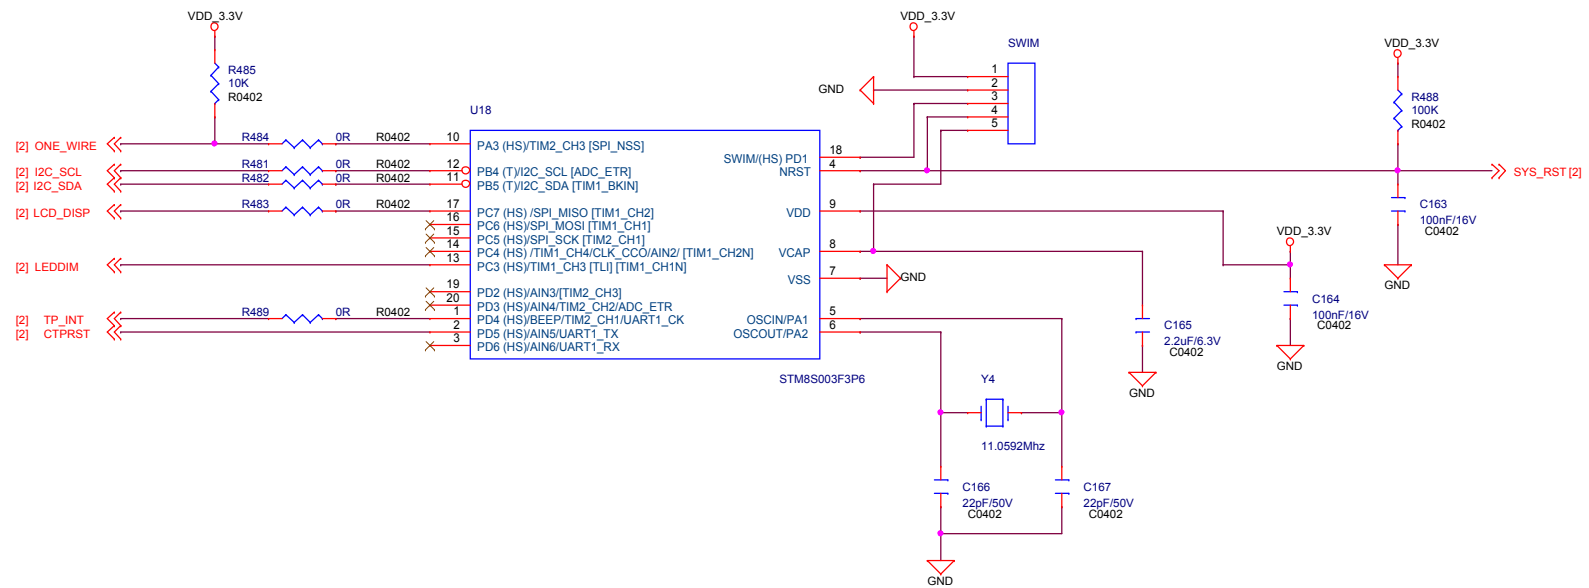 VDD_3.3V
VDD_3.3V
SWIM
VDD_3.3V
R485
10K
R0402
1
2
3
4
5
GND
R488
100K
R0402
U18
[2] ONE_WIRE R484 0R R0402 10 PA3 (HS)/TIM2_CH3 [SPI_NSS]
[2] I2C_SCL R481 0R R0402 12 PB4 (T)/I2C_SCL [ADC_ETR]
[2] I2C_SDA R482 0R R0402 11 PB5 (T)/I2C_SDA [TIM1_BKIN]
[2] LCD_DISP R483 0R R0402 17 PC7 (HS) /SPI_MISO [TIM1_CH2]
16 PC6 (HS)/SPI_MOSI [TIM1_CH1]
15 PC5 (HS)/SPI_SCK [TIM2_CH1]
14 PC4 (HS) /TIM1_CH4/CLK_CCO/AIN2/ [TIM1_CH2N]
[2] LEDDIM 13 PC3 (HS)/TIM1_CH3 [TLI] [TIM1_CH1N]
19 PD2 (HS)/AIN3/[TIM2_CH3]
20 PD3 (HS)/AIN4/TIM2_CH2/ADC_ETR
[2] TP_INT R489 0R R0402 1 PD4 (HS)/BEEP/TIM2_CH1/UART1_CK
[2] CTPRST 2 PD5 (HS)/AIN5/UART1_TX
3 PD6 (HS)/AIN6/UART1_RX
SWIM/(HS) PD1 18
NRST 4
SYS_RST [2]
VDD 9
VCAP 8
VSS 7 GND
OSCIN/PA1 5
OSCOUT/PA2 6
STM8S003F3P6
C163
100nF/16V
C0402
GND
VDD_3.3V
C164
100nF/16V
C0402
GND
C165
2.2uF/6.3V
C0402
GND
Y4
11.0592Mhz
C166
22pF/50V
C0402
C167
22pF/50V
C0402
GND